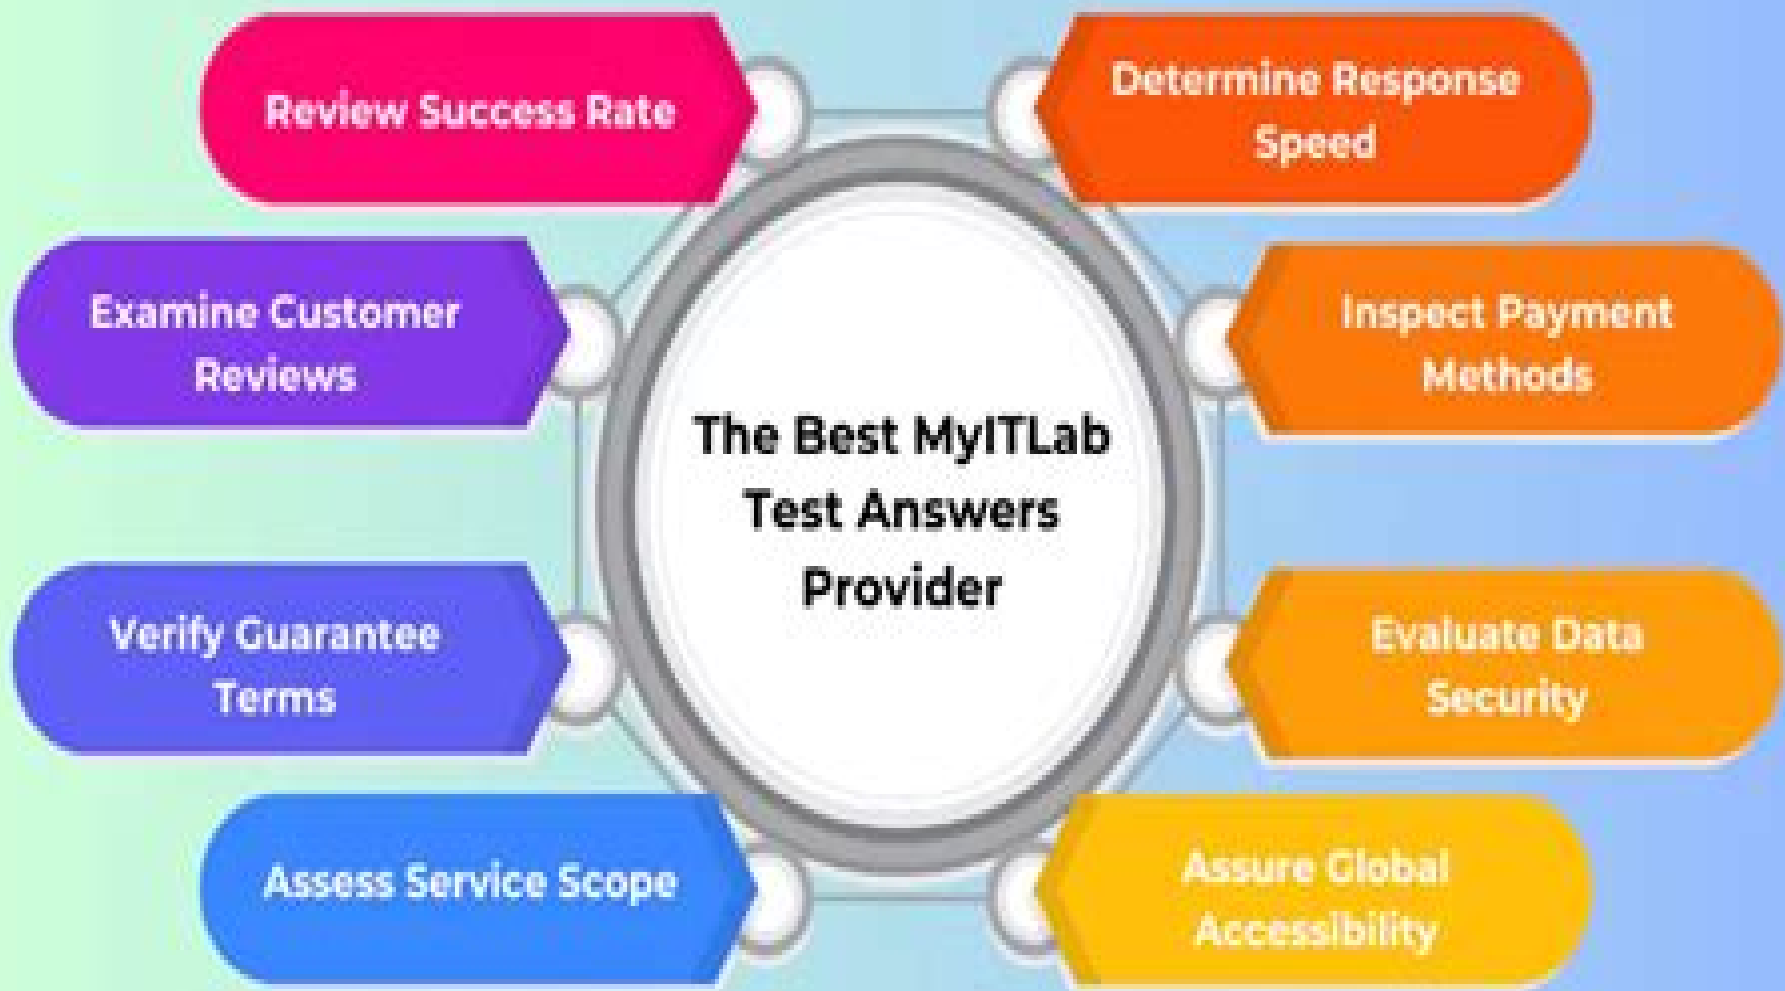 Review Success Rate
Determine Response
Speed
Examine Customer
Reviews
Inspect Payment
Methods
The Best MyITLab
Test Answers
Provider
Verify Guarantee
Terms
Evaluate Data
Security
Assess Service Scope
Assure Global
Accessibility